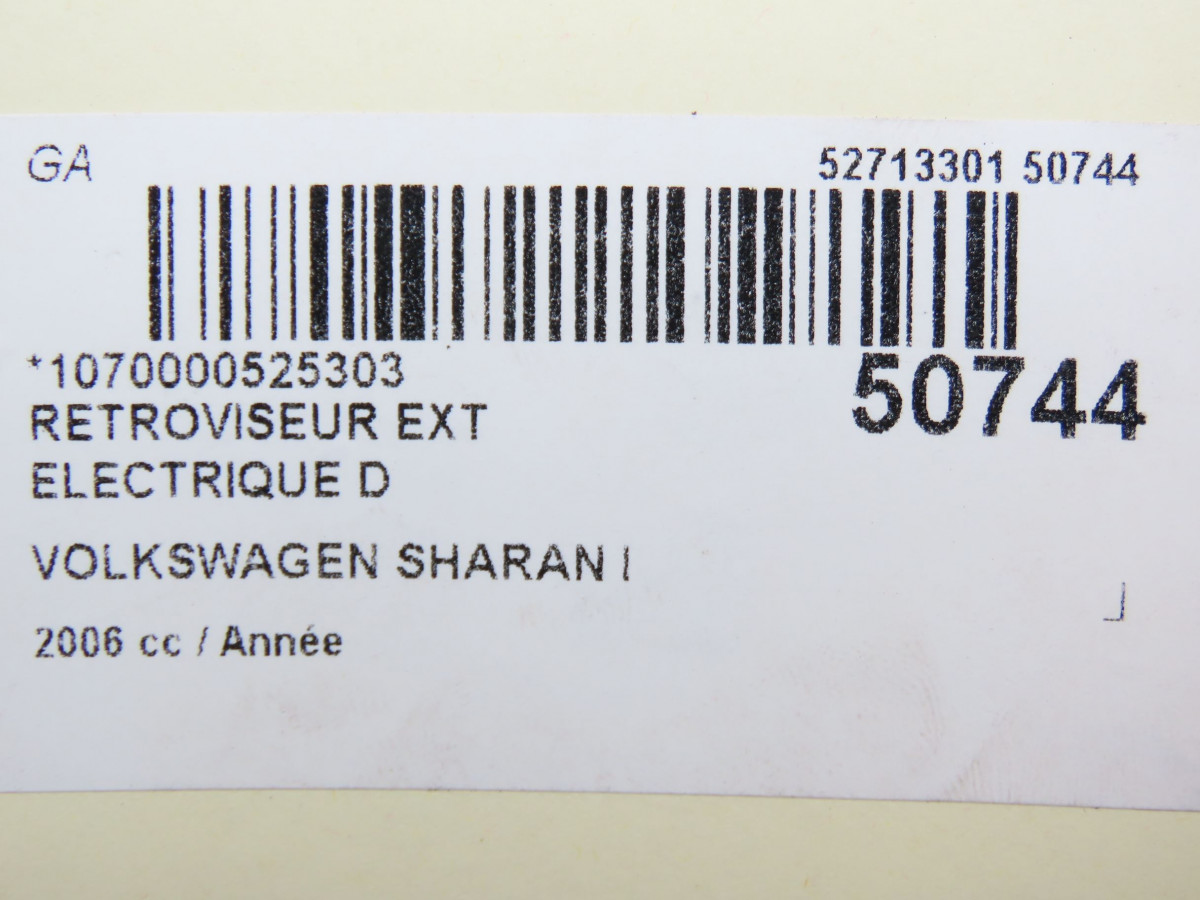 GA 52713301 50744
*1070000525303 50744
RETROVISEUR EXT
ELECTRIQUE D
VOLKSWAGEN SHARAN I
2006 cc / Année